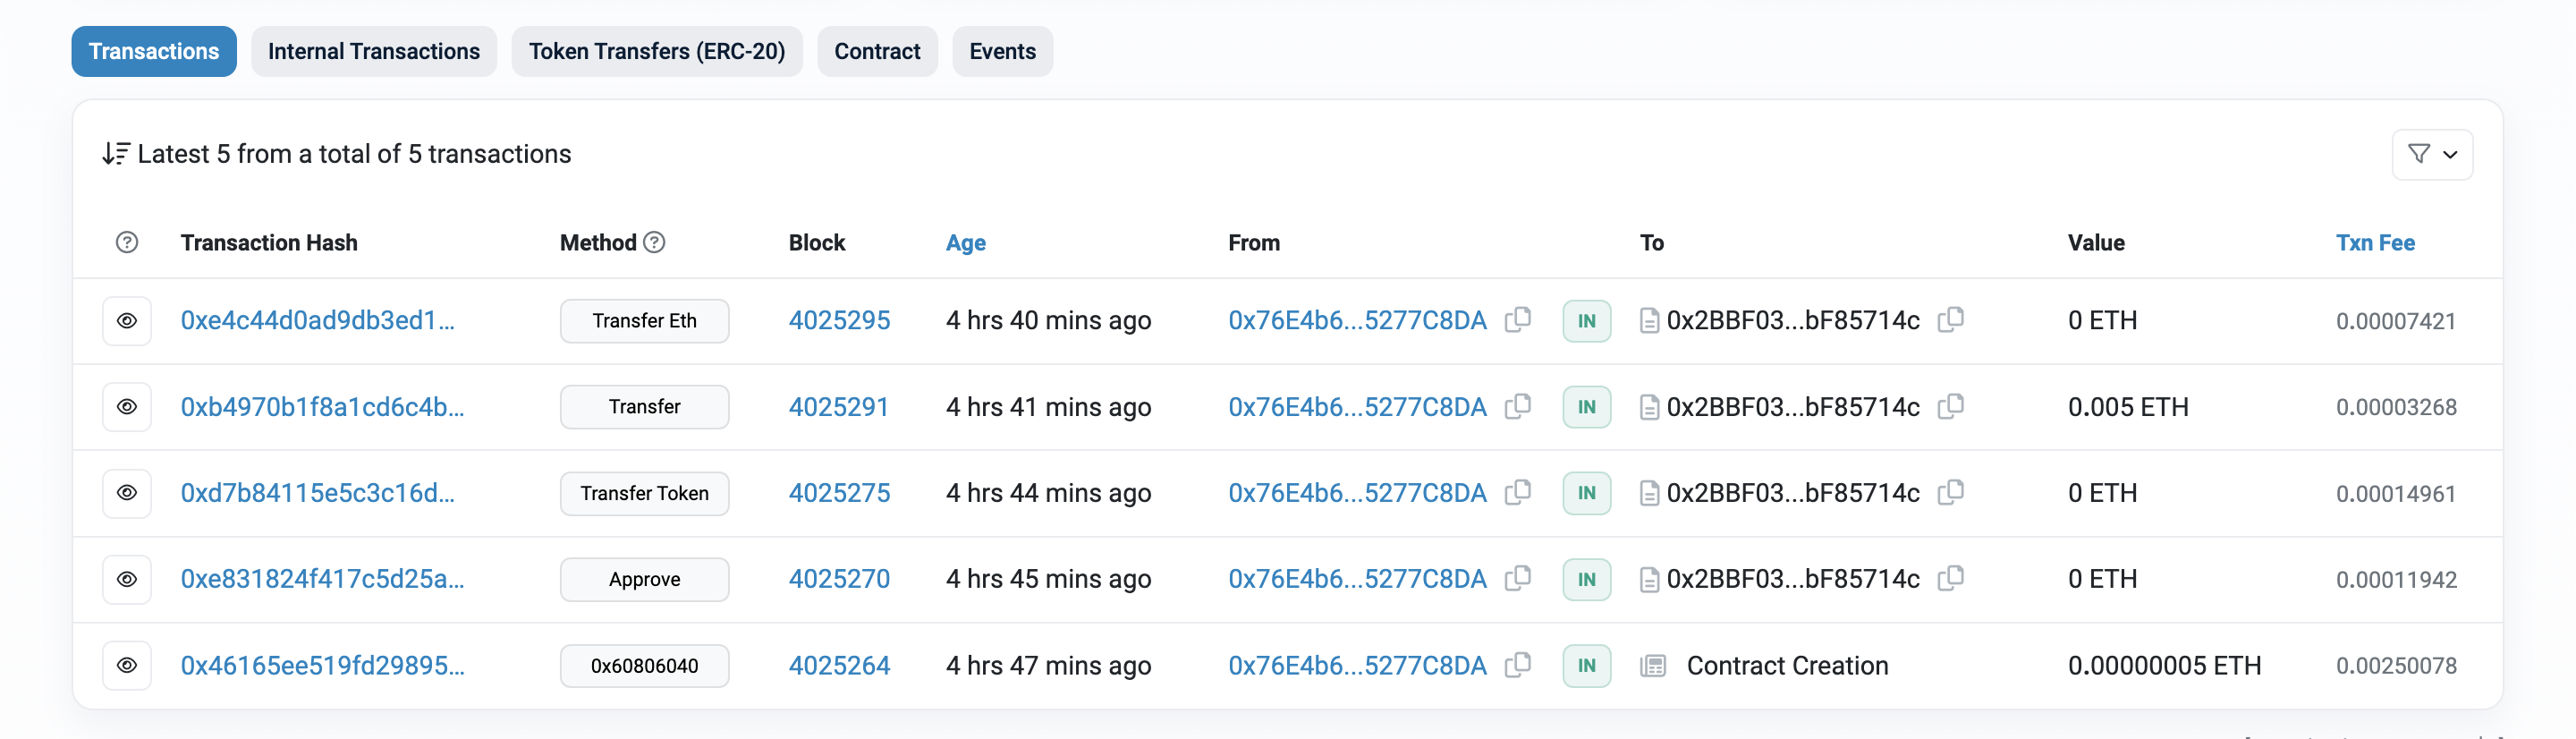 Transactions Internal Transactions Token Transfers (ERC-20) Contract Events
Latest 5 from a total of 5 transactions
Transaction Hash Method Block Age From To Value Txn Fee
0xe4c44d0ad9db3ed1... Transfer Eth 4025295 4 hrs 40 mins ago 0x76E4b6...5277C8DA IN 0x2BBF03...bF85714c 0 ETH 0.00007421
0xb4970b1f8a1cd6c4b... Transfer 4025291 4 hrs 41 mins ago 0x76E4b6...5277C8DA IN 0x2BBF03...bF85714c 0.005 ETH 0.00003268
0xd7b84115e5c3c16d... Transfer Token 4025275 4 hrs 44 mins ago 0x76E4b6...5277C8DA IN 0x2BBF03...bF85714c 0 ETH 0.00014961
0xe831824f417c5d25a... Approve 4025270 4 hrs 45 mins ago 0x76E4b6...5277C8DA IN 0x2BBF03...bF85714c 0 ETH 0.00011942
0x46165ee519fd29895... 0x60806040 4025264 4 hrs 47 mins ago 0x76E4b6...5277C8DA IN Contract Creation 0.00000005 ETH 0.00250078